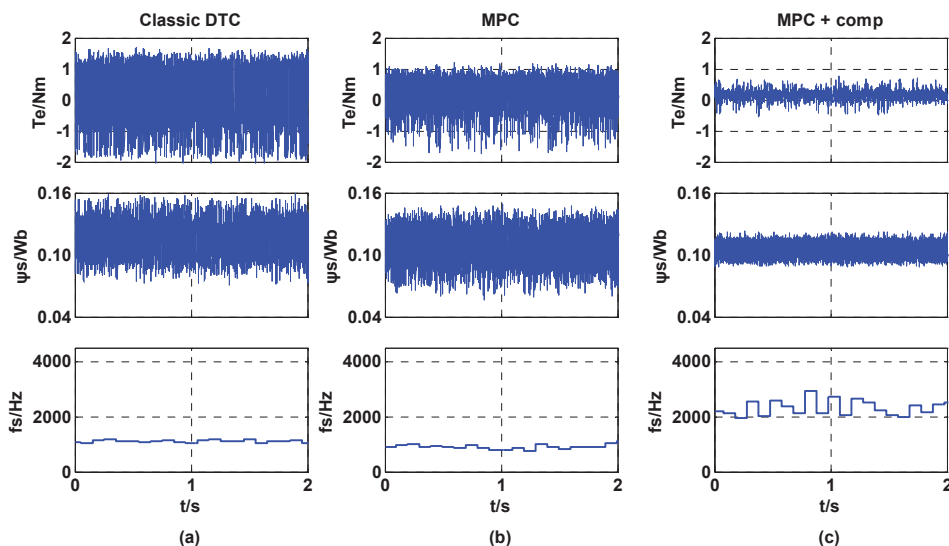 Classic DTC
MPC
MPC + comp
Te/Nm
2
1
0
-1
-2
Te/Nm
2
1
0
-1
-2
Te/Nm
2
1
0
-1
-2
ψs/Wb
0.16
0.10
0.04
ψs/Wb
0.16
0.10
0.04
ψs/Wb
0.16
0.10
0.04
fs/Hz
4000
2000
0
0 1 2
t/s
fs/Hz
4000
2000
0
0 1 2
t/s
fs/Hz
4000
2000
0
0 1 2
t/s
(a)
(b)
(c)